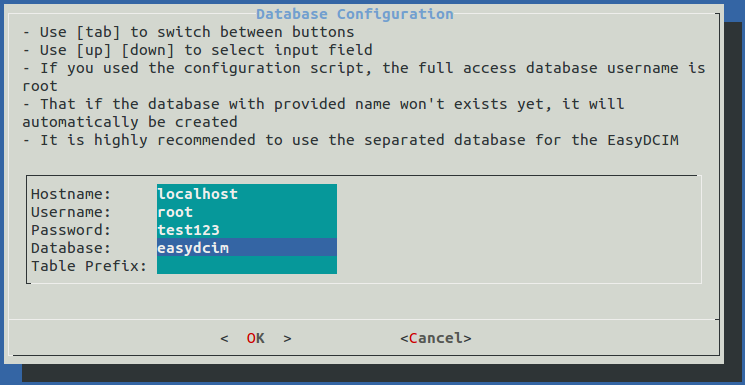 Database Configuration
- Use [tab] to switch between buttons
- Use [up] [down] to select input field
- If you used the configuration script, the full access database username is
root
- That if the database with provided name won't exists yet, it will
automatically be created
- It is highly recommended to use the separated database for the EasyDCIM
Hostname: localhost
Username: root
Password: test123
Database: easydcim
Table Prefix:
< OK > <Cancel>